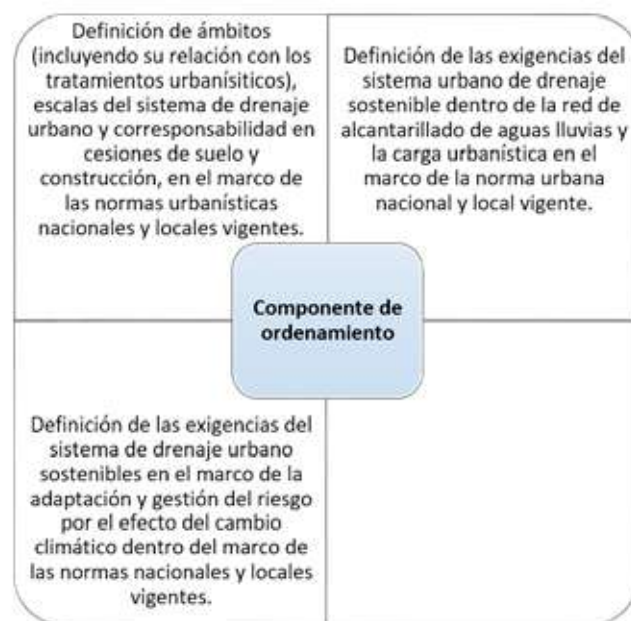 Definición de ámbitos
(incluyendo su relación con los
tratamientos urbanísiticos),
escalas del sistema de drenaje
urbano y corresponsabilidad en
cesiones de suelo y
construcción, en el marco de
las normas urbanísticas
nacionales y locales vigentes.
Definición de las exigencias del
sistema urbano de drenaje
sostenible dentro de la red de
alcantarillado de aguas lluvias y
la carga urbanística en el
marco de la norma urbana
nacional y local vigente.
Componente de
ordenamiento
Definición de las exigencias del
sistema de drenaje urbano
sostenibles en el marco de la
adaptación y gestión del riesgo
por el efecto del cambio
climático dentro del marco de
las normas nacionales y locales
vigentes.